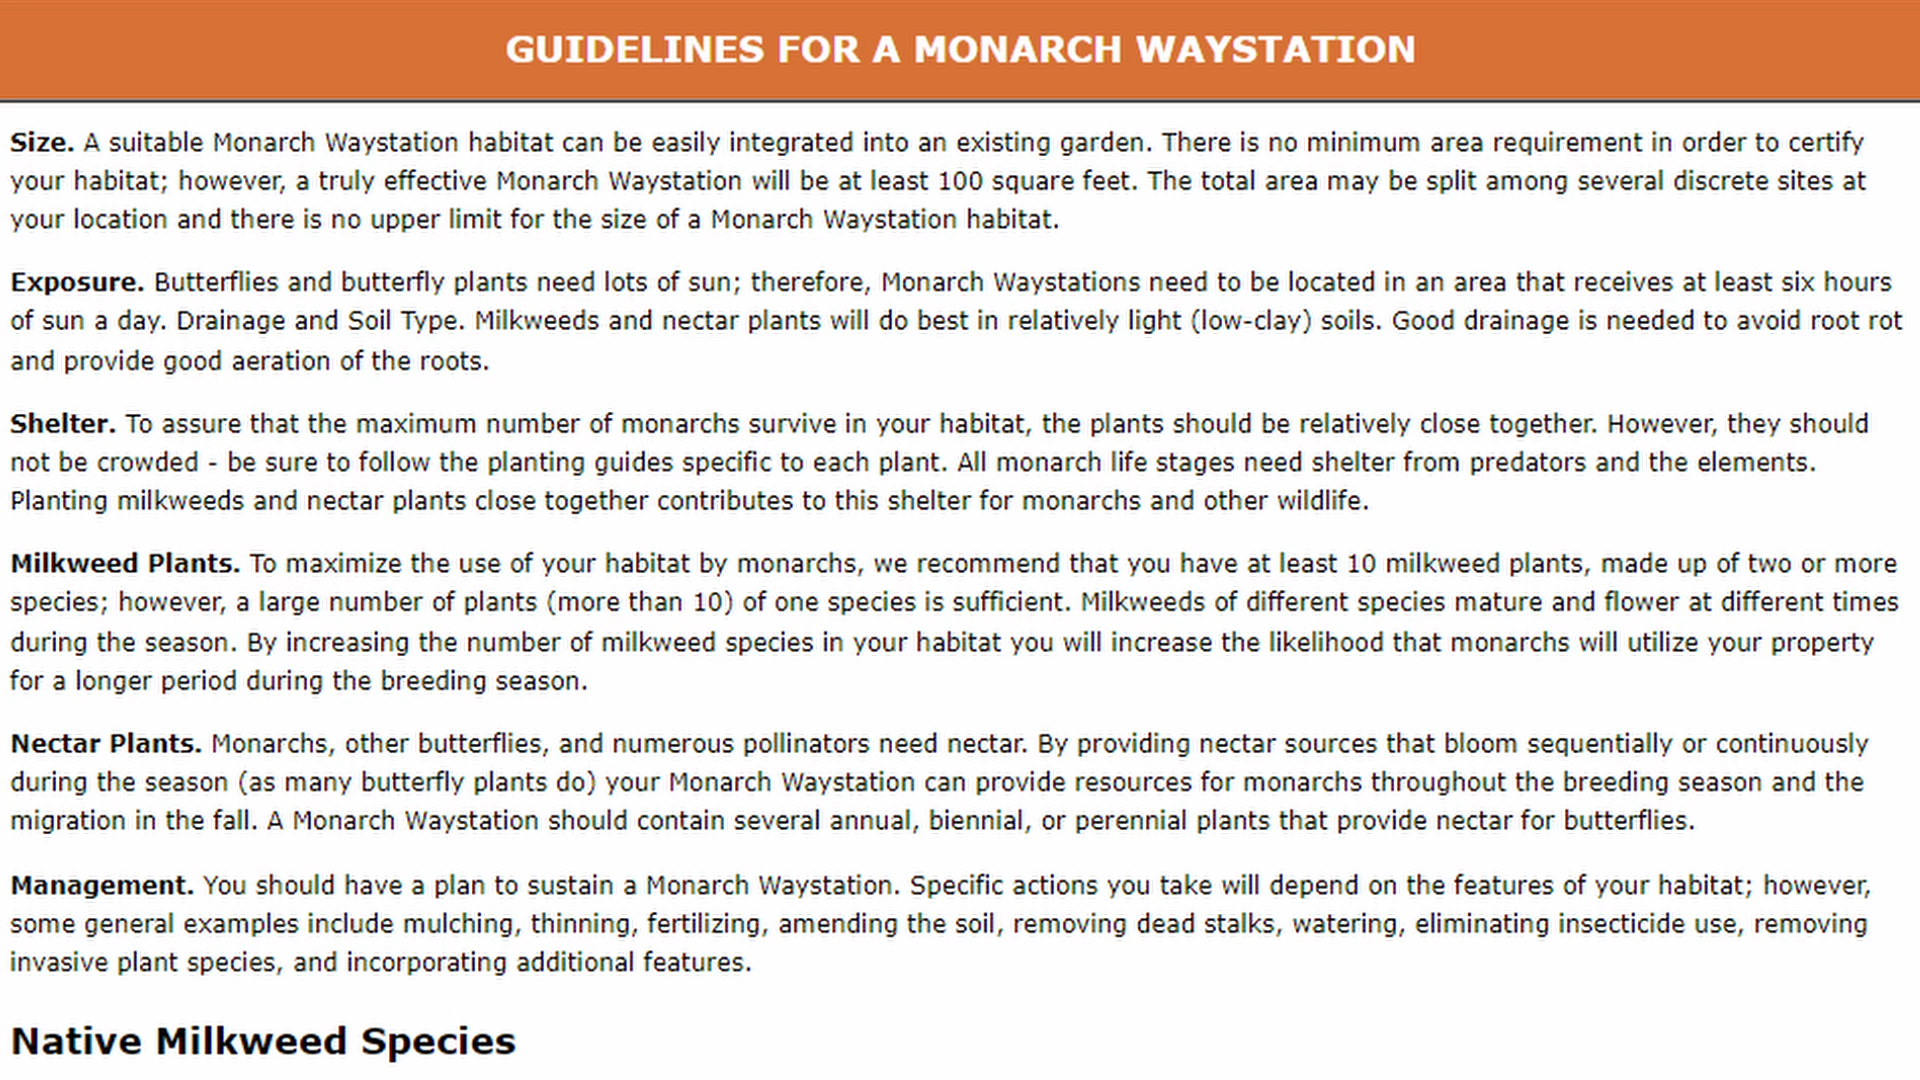 GUIDELINES FOR A MONARCH WAYSTATION
Size. A suitable Monarch Waystation habitat can be easily integrated into an existing garden. There is no minimum area requirement in order to certify
your habitat; however, a truly effective Monarch Waystation will be at least 100 square feet. The total area may be split among several discrete sites at
your location and there is no upper limit for the size of a Monarch Waystation habitat.
Exposure. Butterflies and butterfly plants need lots of sun; therefore, Monarch Waystations need to be located in an area that receives at least six hours
of sun a day. Drainage and Soil Type. Milkweeds and nectar plants will do best in relatively light (low-clay) soils. Good drainage is needed to avoid root rot
and provide good aeration of the roots.
Shelter. To assure that the maximum number of monarchs survive in your habitat, the plants should be relatively close together. However, they should
not be crowded - be sure to follow the planting guides specific to each plant. All monarch life stages need shelter from predators and the elements.
Planting milkweeds and nectar plants close together contributes to this shelter for monarchs and other wildlife.
Milkweed Plants. To maximize the use of your habitat by monarchs, we recommend that you have at least 10 milkweed plants, made up of two or more
species; however, a large number of plants (more than 10) of one species is sufficient. Milkweeds of different species mature and flower at different times
during the season. By increasing the number of milkweed species in your habitat you will increase the likelihood that monarchs will utilize your property
for a longer period during the breeding season.
Nectar Plants. Monarchs, other butterflies, and numerous pollinators need nectar. By providing nectar sources that bloom sequentially or continuously
during the season (as many butterfly plants do) your Monarch Waystation can provide resources for monarchs throughout the breeding season and the
migration in the fall. A Monarch Waystation should contain several annual, biennial, or perennial plants that provide nectar for butterflies.
Management. You should have a plan to sustain a Monarch Waystation. Specific actions you take will depend on the features of your habitat; however,
some general examples include mulching, thinning, fertilizing, amending the soil, removing dead stalks, watering, eliminating insecticide use, removing
invasive plant species, and incorporating additional features.
Native Milkweed Species